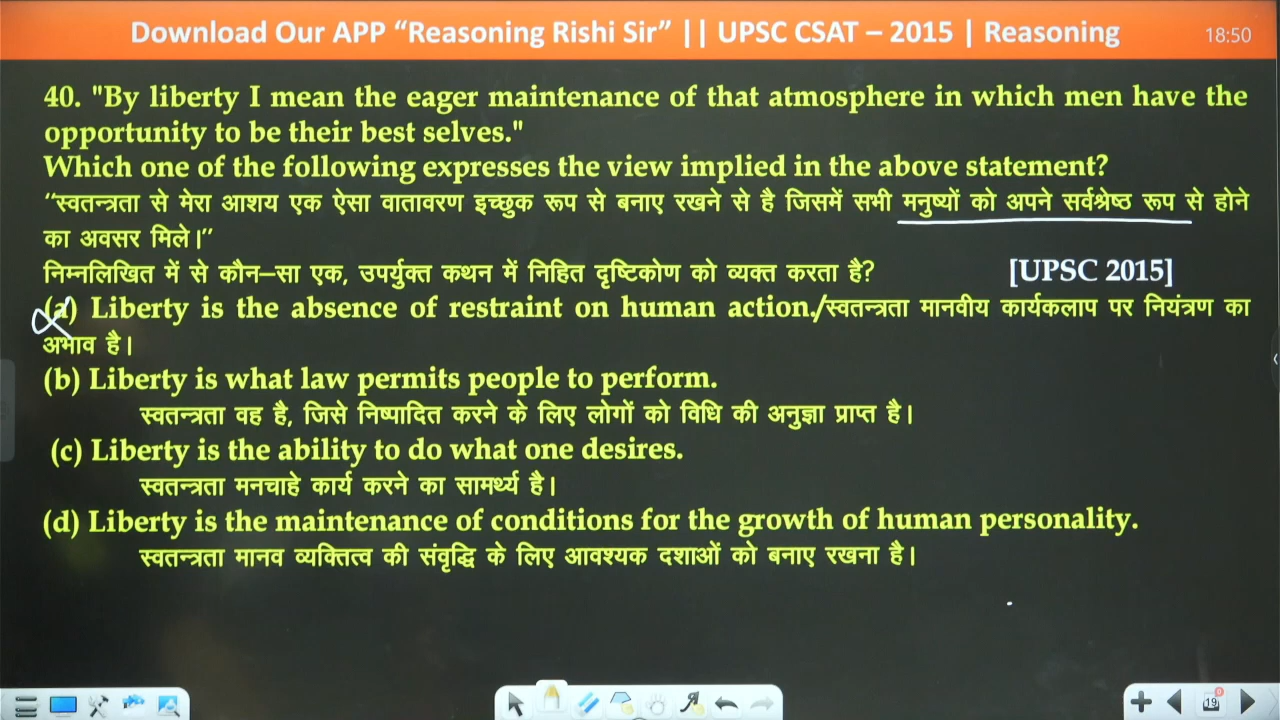 Download Our APP “Reasoning Rishi Sir” || UPSC CSAT – 2015 | Reasoning
18:50
40. "By liberty I mean the eager maintenance of that atmosphere in which men have the
opportunity to be their best selves."
Which one of the following expresses the view implied in the above statement?
“स्वतन्त्रता से मेरा आशय एक ऐसा वातावरण इच्छुक रूप से बनाए रखने से है जिसमें सभी मनुष्यों को अपने सर्वश्रेष्ठ रूप से होने
का अवसर मिले।”
निम्नलिखित में से कौन–सा एक, उपर्युक्त कथन में निहित दृष्टिकोण को व्यक्त करता है? [UPSC 2015]
(a) Liberty is the absence of restraint on human action./स्वतन्त्रता मानवीय कार्यकलाप पर नियंत्रण का
अभाव है।
(b) Liberty is what law permits people to perform.
स्वतन्त्रता वह है, जिसे निष्पादित करने के लिए लोगों को विधि की अनुज्ञा प्राप्त है।
(c) Liberty is the ability to do what one desires.
स्वतन्त्रता मनचाहे कार्य करने का सामर्थ्य है।
(d) Liberty is the maintenance of conditions for the growth of human personality.
स्वतन्त्रता मानव व्यक्तित्व की संवृद्धि के लिए आवश्यक दशाओं को बनाए रखना है।
19